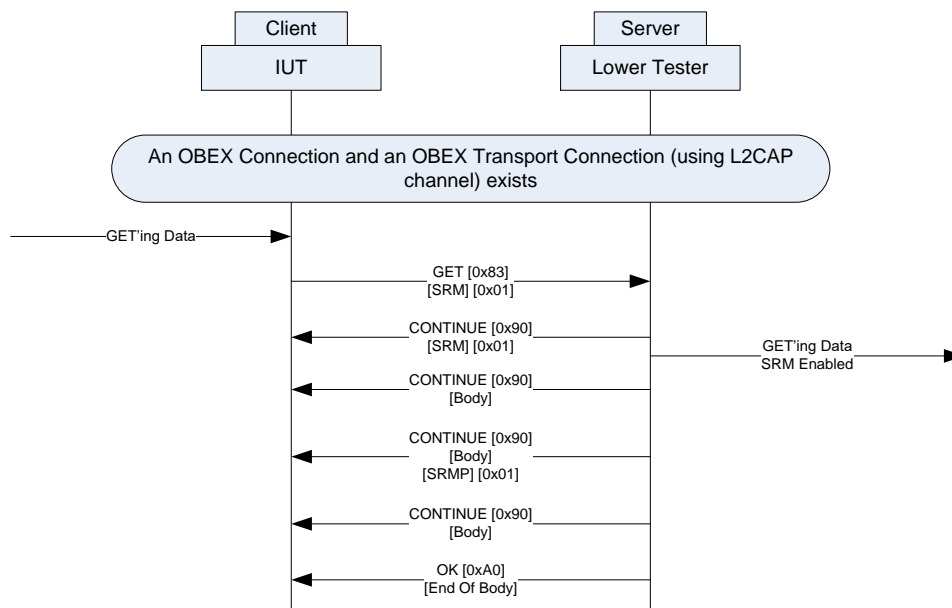 Client
Server
IUT
Lower Tester
An OBEX Connection and an OBEX Transport Connection (using L2CAP
channel) exists
GET'ing Data
GET [0x83]
[SRM] [0x01]
CONTINUE [0x90]
[SRM] [0x01]
GET'ing Data
SRM Enabled
CONTINUE [0x90]
[Body]
CONTINUE [0x90]
[Body]
[SRMP] [0x01]
CONTINUE [0x90]
[Body]
OK [0xA0]
[End Of Body]